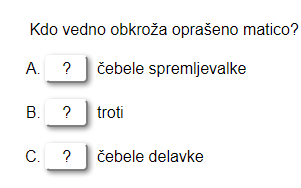 Kdo vedno obkroža oprašeno matico?
A. ? čebele spremljevalke
B. ? troti
C. ? čebele delavke